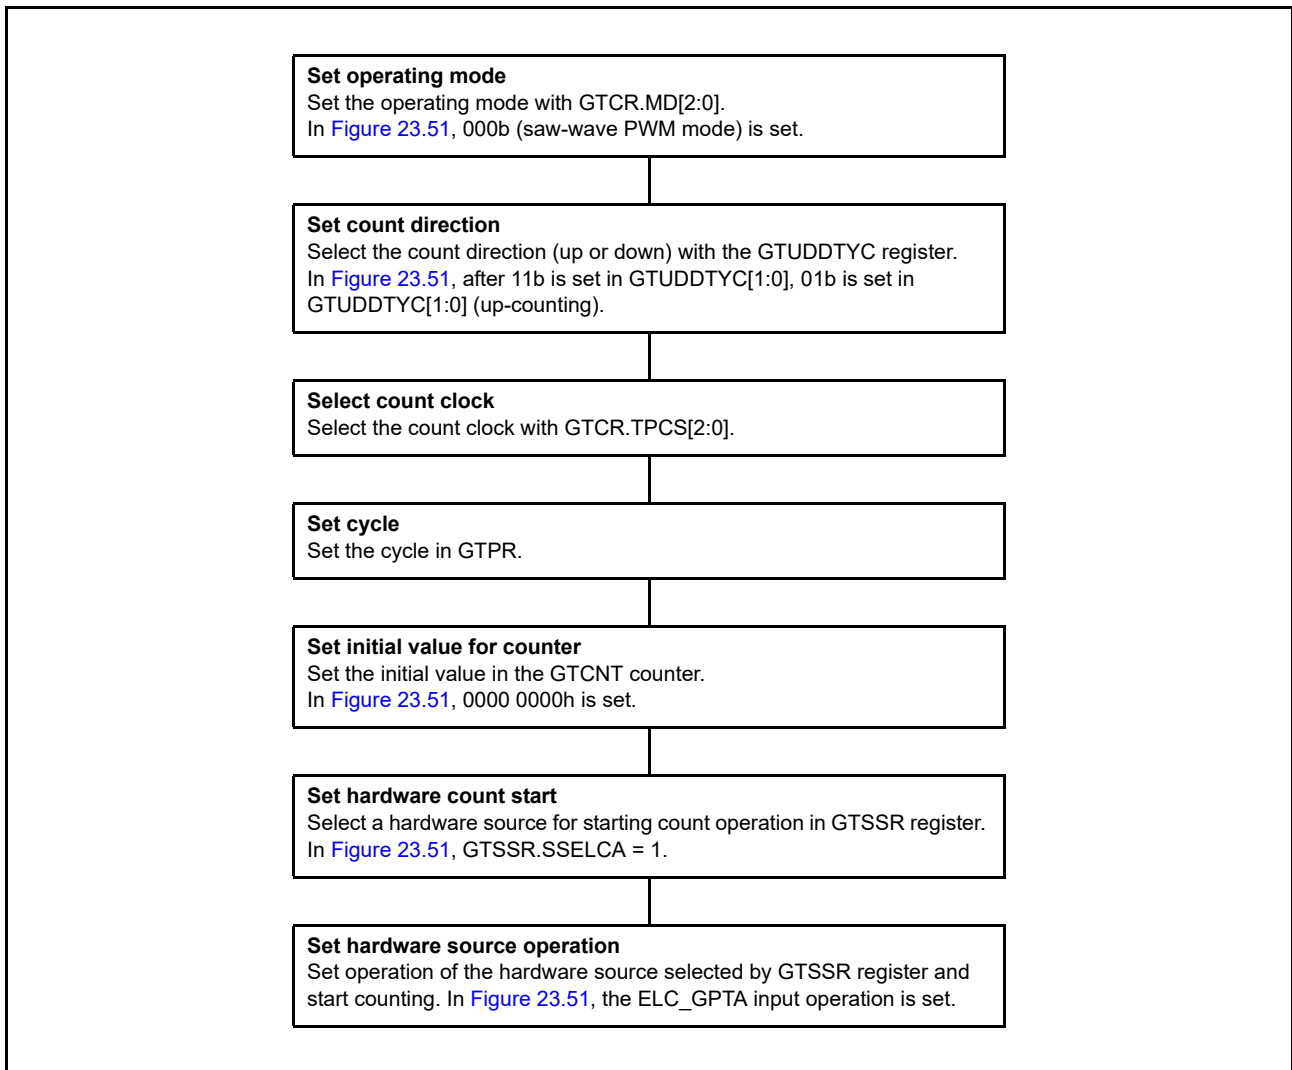 Set operating mode
Set the operating mode with GTCR.MD[2:0].
In Figure 23.51, 000b (saw-wave PWM mode) is set.
Set count direction
Select the count direction (up or down) with the GTUDDTYC register.
In Figure 23.51, after 11b is set in GTUDDTYC[1:0], 01b is set in
GTUDDTYC[1:0] (up-counting).
Select count clock
Select the count clock with GTCR.TPCS[2:0].
Set cycle
Set the cycle in GTPR.
Set initial value for counter
Set the initial value in the GTCNT counter.
In Figure 23.51, 0000 0000h is set.
Set hardware count start
Select a hardware source for starting count operation in GTSSR register.
In Figure 23.51, GTSSR.SSELCA = 1.
Set hardware source operation
Set operation of the hardware source selected by GTSSR register and
start counting. In Figure 23.51, the ELC_GPTA input operation is set.